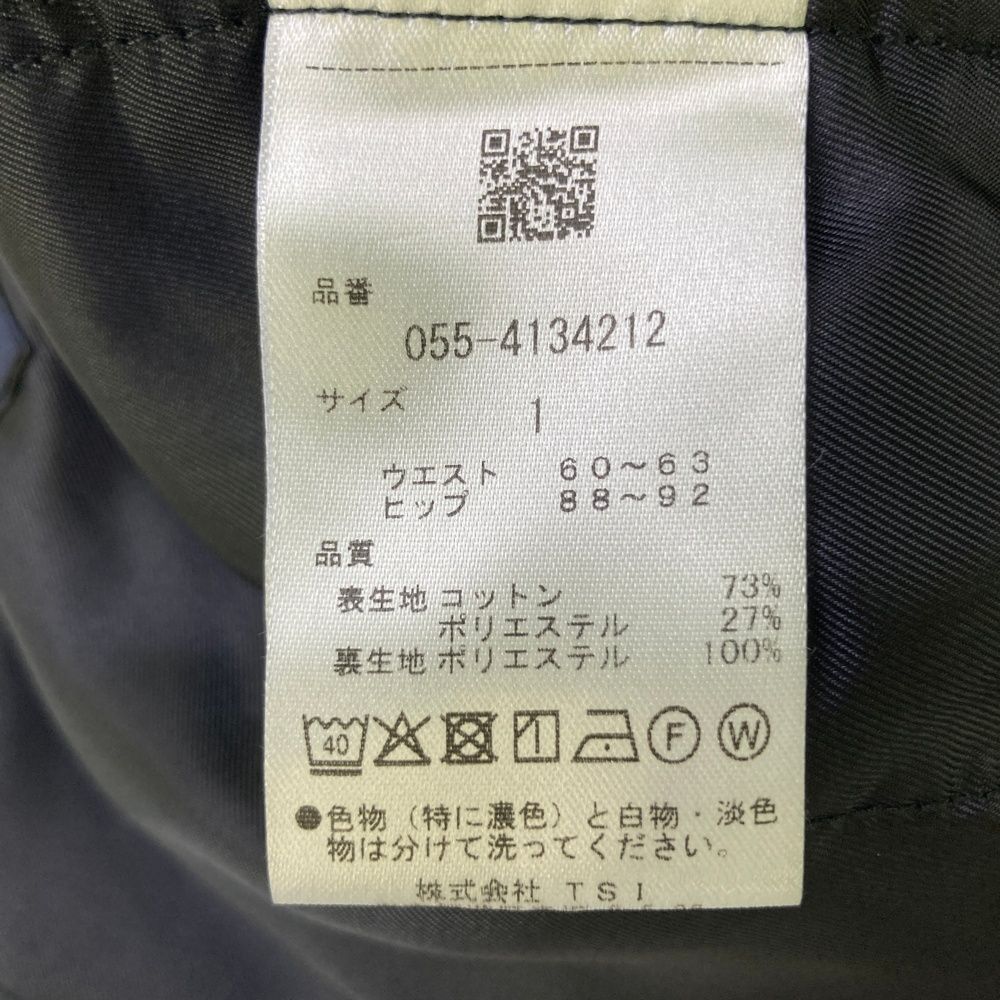 品番
055-4134212
サイズ 1
ウエスト 60〜63
ヒップ 88〜92
品質
表生地 コットン 73%
ポリエステル 27%
裏生地 ポリエステル 100%
40 F W
●色物（特に濃色）と白物・淡色
物は分けて洗ってください。
株式会社 TSI